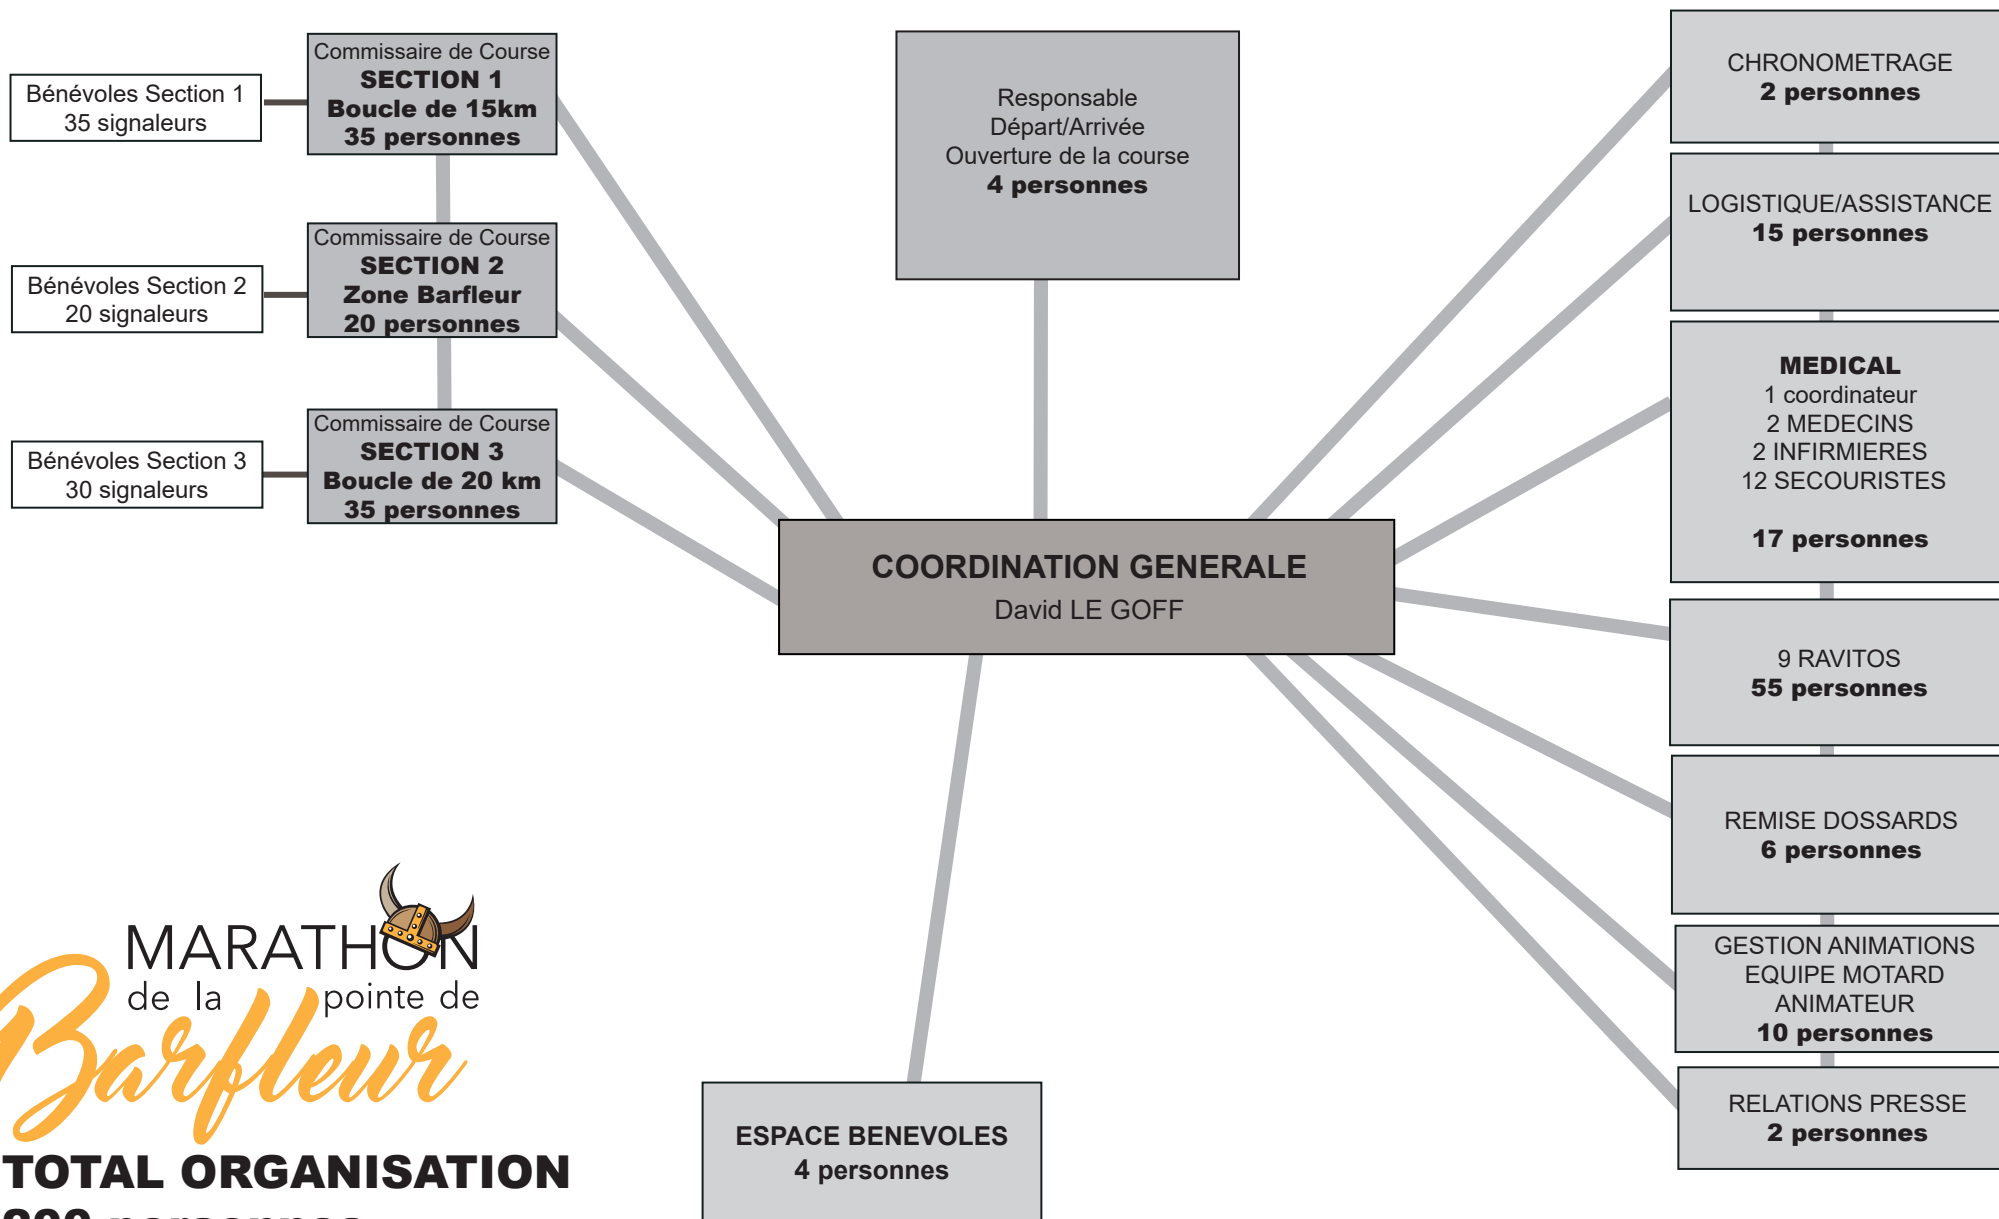 Commissaire de Course
SECTION 1
Boucle de 15km
35 personnes
Bénévoles Section 1
35 signaleurs
Commissaire de Course
SECTION 2
Zone Barfleur
20 personnes
Bénévoles Section 2
20 signaleurs
Commissaire de Course
SECTION 3
Boucle de 20 km
35 personnes
Bénévoles Section 3
30 signaleurs
Responsable
Départ/Arrivée
Ouverture de la course
4 personnes
COORDINATION GENERALE
David LE GOFF
CHRONOMETRAGE
2 personnes
LOGISTIQUE/ASSISTANCE
15 personnes
MEDICAL
1 coordinateur
2 MEDECINS
2 INFIRMIERES
12 SECOURISTES
17 personnes
9 RAVITOS
55 personnes
REMISE DOSSARDS
6 personnes
GESTION ANIMATIONS
EQUIPE MOTARD
ANIMATEUR
10 personnes
RELATIONS PRESSE
2 personnes
ESPACE BENEVOLES
4 personnes
MARATHON
de la pointe de
Barfleur
TOTAL ORGANISATION
personnes